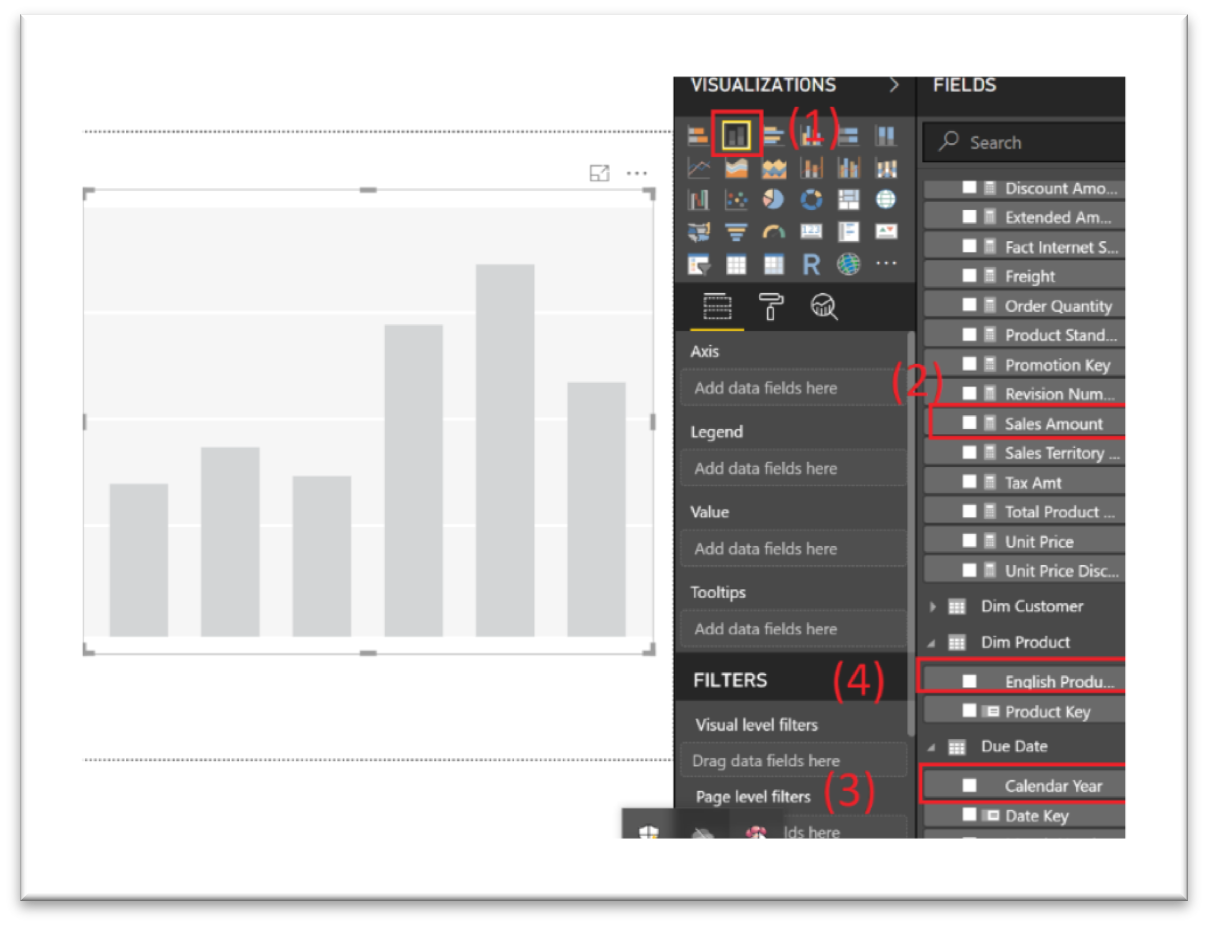 VISUALIZATIONS
(1)
R
Axis
Add data fields here
Legend
Add data fields here
Value
Add data fields here
Tooltips
Add data fields here
FILTERS
(4)
Visual level filters
Drag data fields here
Page level filters
(3)
lds here
FIELDS
Search
Discount Amo...
Extended Am...
Fact Internet S...
Freight
Order Quantity
Product Stand...
Promotion Key
(2)
Revision Num...
Sales Amount
Sales Territory ...
Tax Amt
Total Product ...
Unit Price
Unit Price Disc...
Dim Customer
Dim Product
English Produ...
Product Key
Due Date
Calendar Year
Date Key